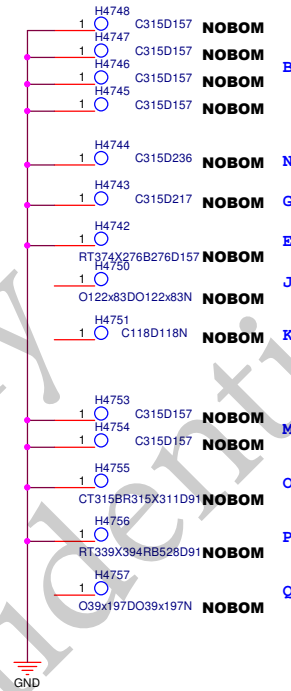 H4748
1 C315D157 NOBOM
H4747
1 C315D157 NOBOM
B
H4746
1 C315D157 NOBOM
H4745
1 C315D157 NOBOM
H4744
1 C315D236 NOBOM N
H4743
1 C315D217 NOBOM G
H4742
1 E
RT374X276B276D157 NOBOM
H4750
1 J
O122x83DO122x83N NOBOM
H4751
1 C118D118N NOBOM K
H4753
1 C315D157 NOBOM
M
H4754
1 C315D157 NOBOM
H4755
1 O
CT315BR315X311D91 NOBOM
H4756
1 P
RT339X394RB528D91 NOBOM
H4757
1 Q
O39x197DO39x197N NOBOM
GND